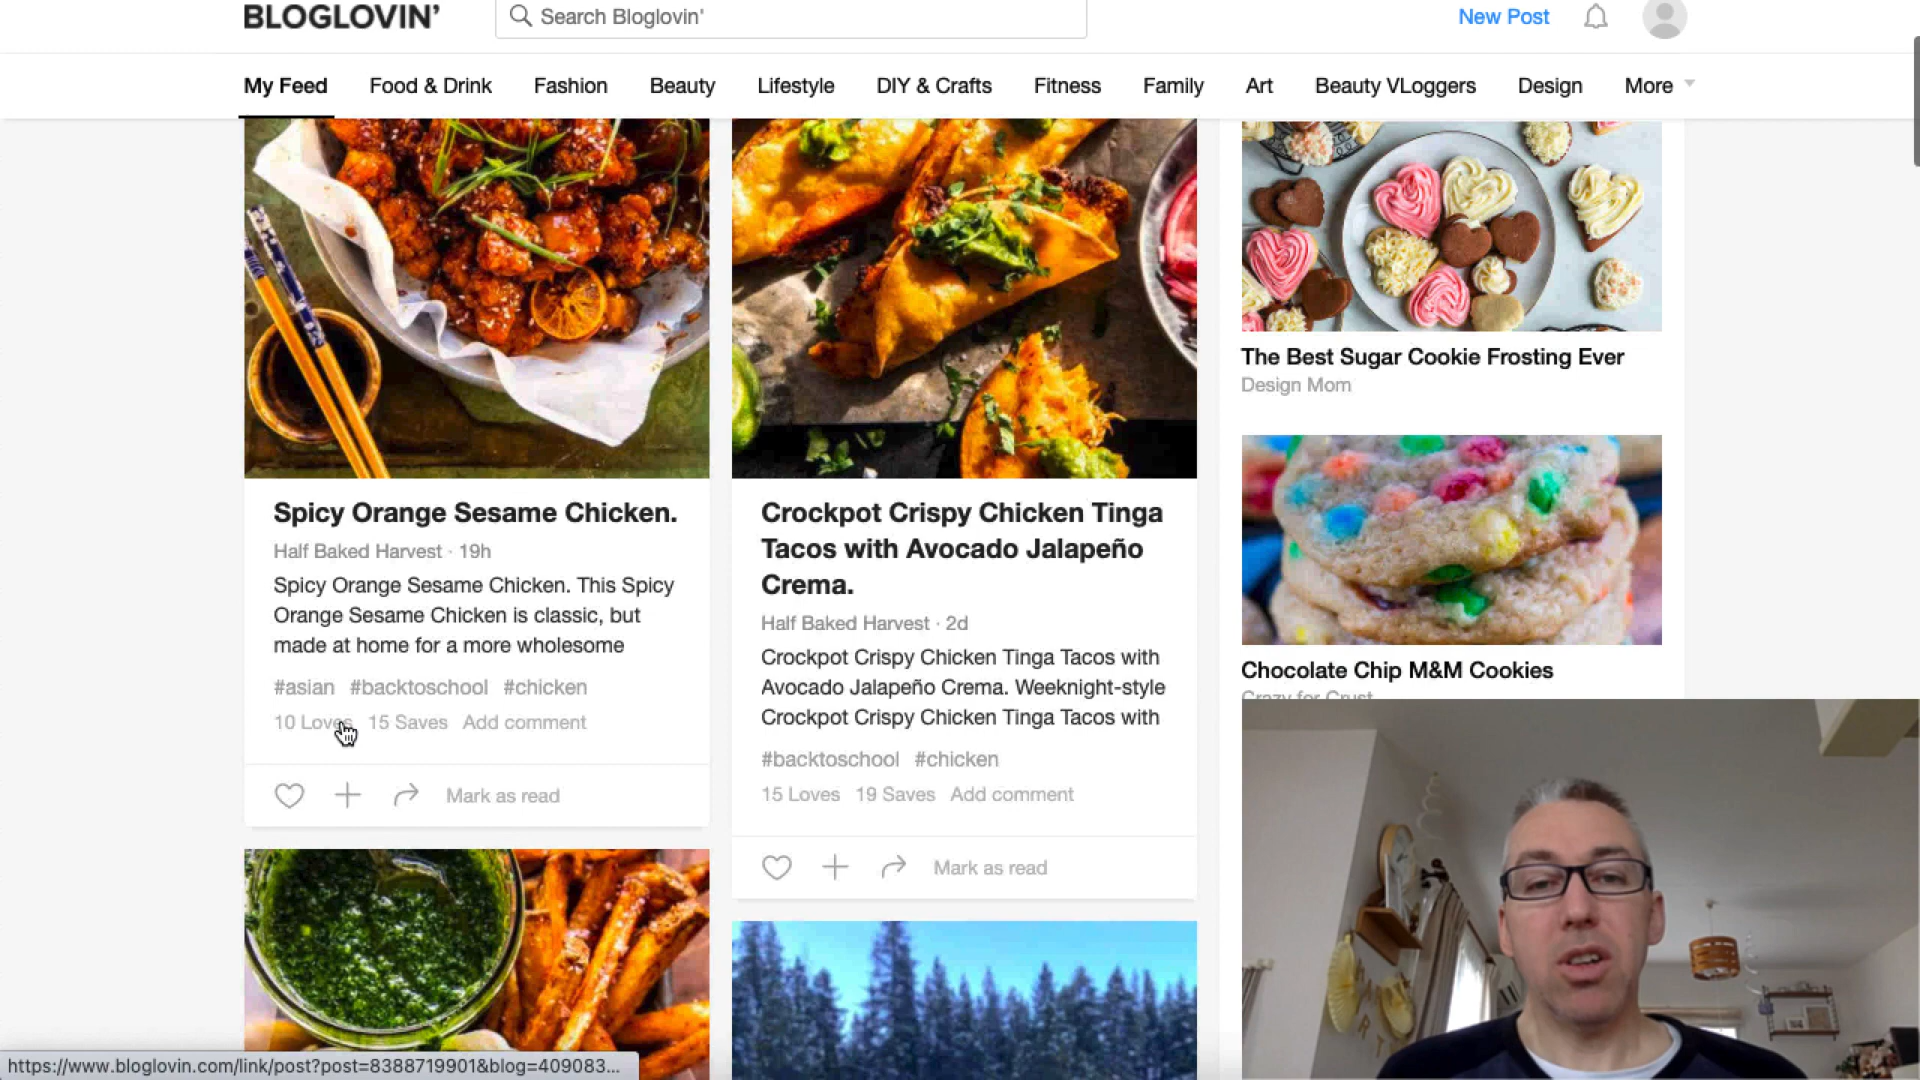 BLOGLOVIN'
Search Bloglovin'
New Post
My Feed
Food & Drink
Fashion
Beauty
Lifestyle
DIY & Crafts
Fitness
Family
Art
Beauty VLoggers
Design
More
Spicy Orange Sesame Chicken.
Half Baked Harvest · 19h
Spicy Orange Sesame Chicken. This Spicy
Orange Sesame Chicken is classic, but
made at home for a more wholesome
#asian #backtoschool #chicken
10 Loves 15 Saves Add comment
Mark as read
Crockpot Crispy Chicken Tinga
Tacos with Avocado Jalapeño
Crema.
Half Baked Harvest · 2d
Crockpot Crispy Chicken Tinga Tacos with
Avocado Jalapeño Crema. Weeknight-style
Crockpot Crispy Chicken Tinga Tacos with
#backtoschool #chicken
15 Loves 19 Saves Add comment
Mark as read
The Best Sugar Cookie Frosting Ever
Design Mom
Chocolate Chip M&M Cookies
Crazy for Crust
https://www.bloglovin.com/link/post?post=8388719901&blog=409083...